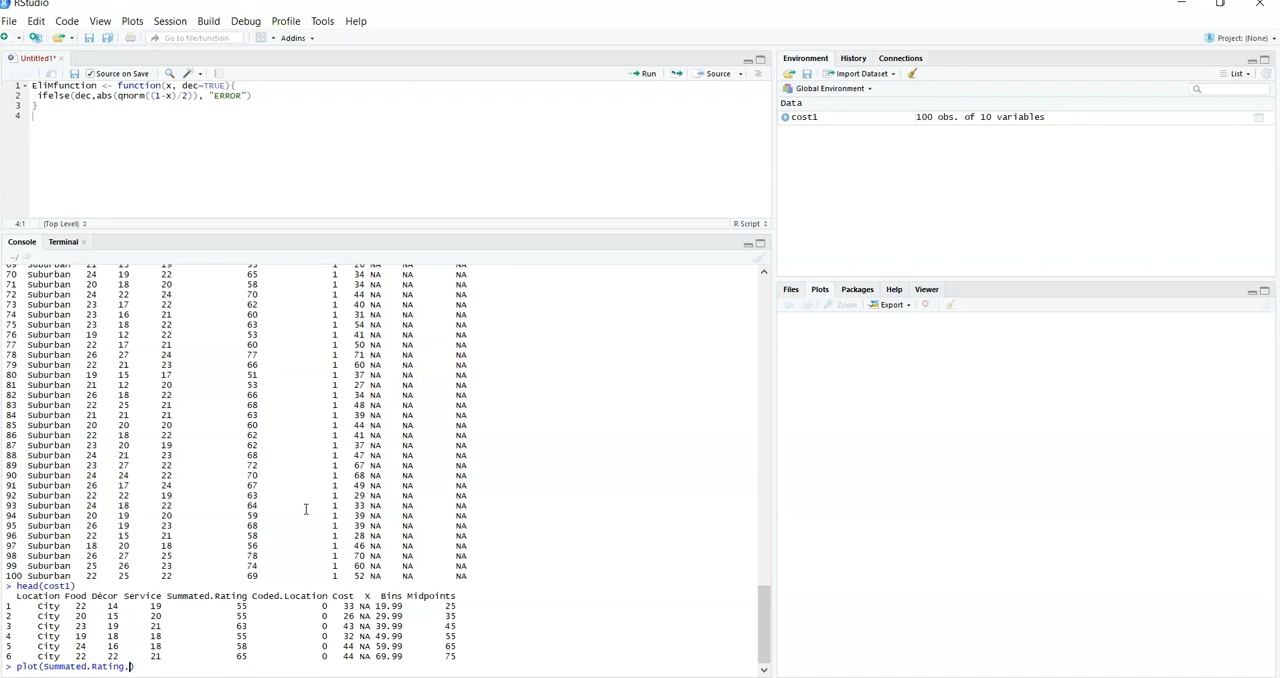 RStudio
File Edit Code View Plots Session Build Debug Profile Tools Help
Go to file/function Addins Project: (None)
Untitled1*
Source on Save Run Source
1 EliMfunction <- function(x, dec=TRUE){
2 ifelse(dec,abs(qnorm((1-x)/2)), "ERROR")
3 }
4
4:1 (Top Level) R Script
Console Terminal
~/
69 Suburban 21 15 19 55 1 26 NA NA NA
70 Suburban 24 19 22 65 1 34 NA NA NA
71 Suburban 20 18 20 58 1 34 NA NA NA
72 Suburban 24 22 24 70 1 44 NA NA NA
73 Suburban 23 17 22 62 1 40 NA NA NA
74 Suburban 23 16 21 60 1 31 NA NA NA
75 Suburban 23 18 22 63 1 54 NA NA NA
76 Suburban 19 12 22 53 1 41 NA NA NA
77 Suburban 22 17 21 60 1 50 NA NA NA
78 Suburban 26 27 24 77 1 71 NA NA NA
79 Suburban 22 21 23 66 1 60 NA NA NA
80 Suburban 19 15 17 51 1 37 NA NA NA
81 Suburban 21 12 20 53 1 27 NA NA NA
82 Suburban 26 18 22 66 1 34 NA NA NA
83 Suburban 22 25 21 68 1 48 NA NA NA
84 Suburban 21 21 21 63 1 39 NA NA NA
85 Suburban 20 20 20 60 1 44 NA NA NA
86 Suburban 22 18 22 62 1 41 NA NA NA
87 Suburban 23 20 19 62 1 37 NA NA NA
88 Suburban 24 21 23 68 1 47 NA NA NA
89 Suburban 23 27 22 72 1 67 NA NA NA
90 Suburban 24 24 22 70 1 68 NA NA NA
91 Suburban 26 17 24 67 1 49 NA NA NA
92 Suburban 22 22 19 63 1 29 NA NA NA
93 Suburban 24 18 22 64 1 33 NA NA NA
94 Suburban 20 19 20 59 1 39 NA NA NA
95 Suburban 26 19 23 68 1 39 NA NA NA
96 Suburban 22 15 21 58 1 28 NA NA NA
97 Suburban 18 20 18 56 1 46 NA NA NA
98 Suburban 26 27 25 78 1 70 NA NA NA
99 Suburban 25 26 23 74 1 60 NA NA NA
100 Suburban 22 25 22 69 1 52 NA NA NA
> head(cost1)
Location Food Décor Service Summated.Rating Coded.Location Cost X Bins Midpoints
1 City 22 14 19 55 0 33 NA 19.99 25
2 City 20 15 20 55 0 26 NA 29.99 35
3 City 23 19 21 63 0 43 NA 39.99 45
4 City 19 18 18 55 0 32 NA 49.99 55
5 City 24 16 18 58 0 44 NA 59.99 65
6 City 22 22 21 65 0 44 NA 69.99 75
> plot(Summated.Rating,)
Environment History Connections
Import Dataset List
Global Environment
Data
cost1 100 obs. of 10 variables
Files Plots Packages Help Viewer
Zoom Export